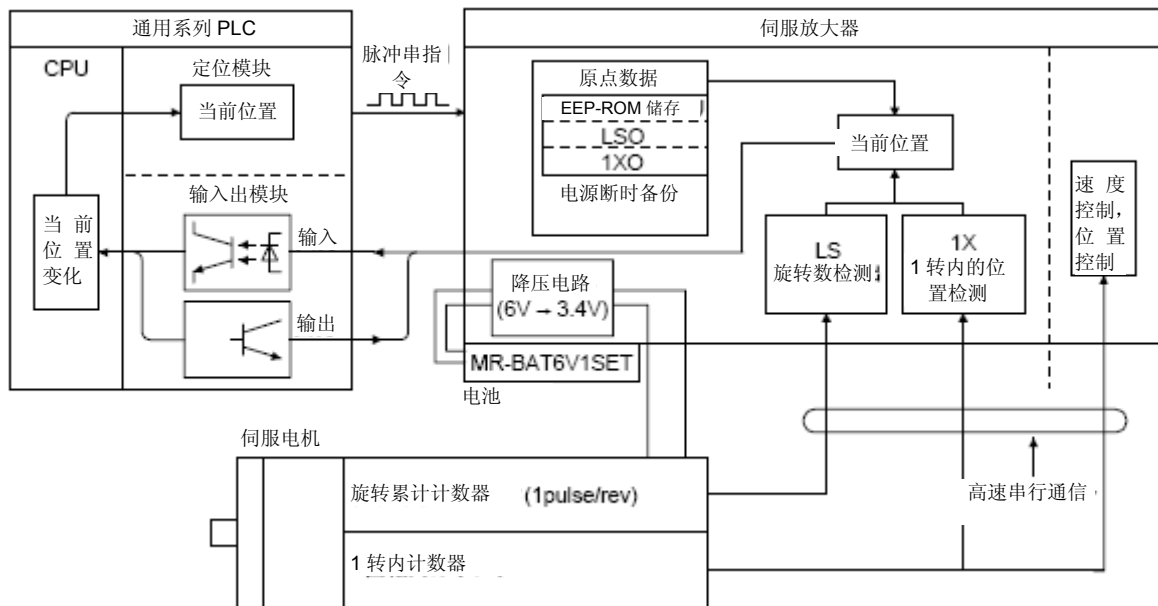 通用系列 PLC
CPU
定位模块
当前位置
输入出模块
当 前
位 置
变化
输入
输出
脉冲串指
令
伺服放大器
原点数据
EEP-ROM 储存
LSO
1XO
电源断时备份
当前位置
LS
旋转数检测
1X
1 转内的位
置检测
速 度
控制，
位 置
控制
降压电路
(6V → 3.4V)
MR-BAT6V1SET
电池
伺服电机
旋转累计计数器 (1pulse/rev)
1 转内计数器
高速串行通信